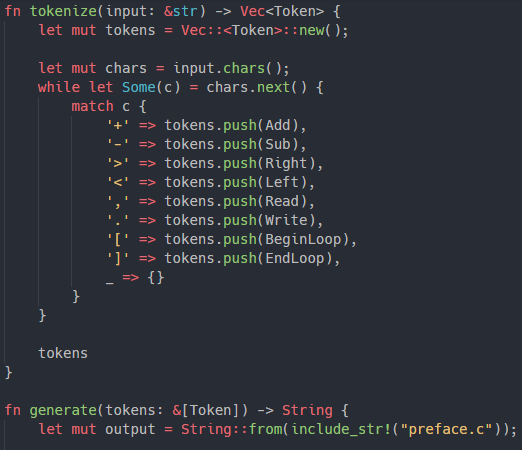 fn tokenize(input: &str) -> Vec<Token> {
    let mut tokens = Vec::<Token>::new();

    let mut chars = input.chars();
    while let Some(c) = chars.next() {
        match c {
            '+' => tokens.push(Add),
            '-' => tokens.push(Sub),
            '>' => tokens.push(Right),
            '<' => tokens.push(Left),
            ',' => tokens.push(Read),
            '.' => tokens.push(Write),
            '[' => tokens.push(BeginLoop),
            ']' => tokens.push(EndLoop),
            _ => {}
        }
    }

    tokens
}

fn generate(tokens: &[Token]) -> String {
    let mut output = String::from(include_str!("preface.c"));